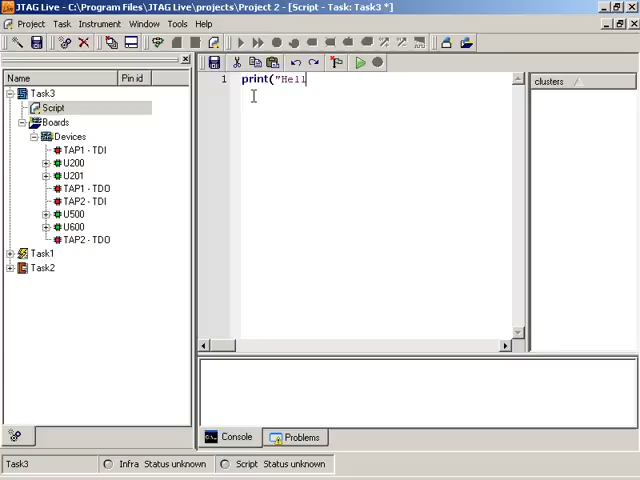 JTAG Live - C:\Program Files\JTAG Live\projects\Project 2 - [Script - Task: Task3 *]
Project Task Instrument Window Tools Help
Name Pin id
Task3
Script
Boards
Devices
TAP1 - TDI
U200
U201
TAP1 - TDO
TAP2 - TDI
U500
U600
TAP2 - TDO
Task1
Task2
1 print("Hell
clusters
Console Problems
Task3 Infra Status unknown Script Status unknown